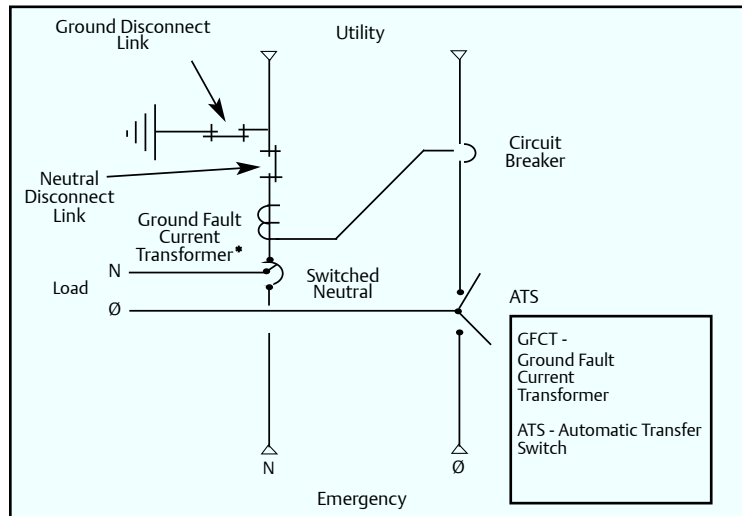 Ground Disconnect
Link
Utility
Circuit
Breaker
Neutral
Disconnect
Link
Ground Fault
Current
Transformer*
Load
N
Switched
Neutral
Ø
ATS
GFCT -
Ground Fault
Current
Transformer
ATS - Automatic Transfer
Switch
N
Ø
Emergency